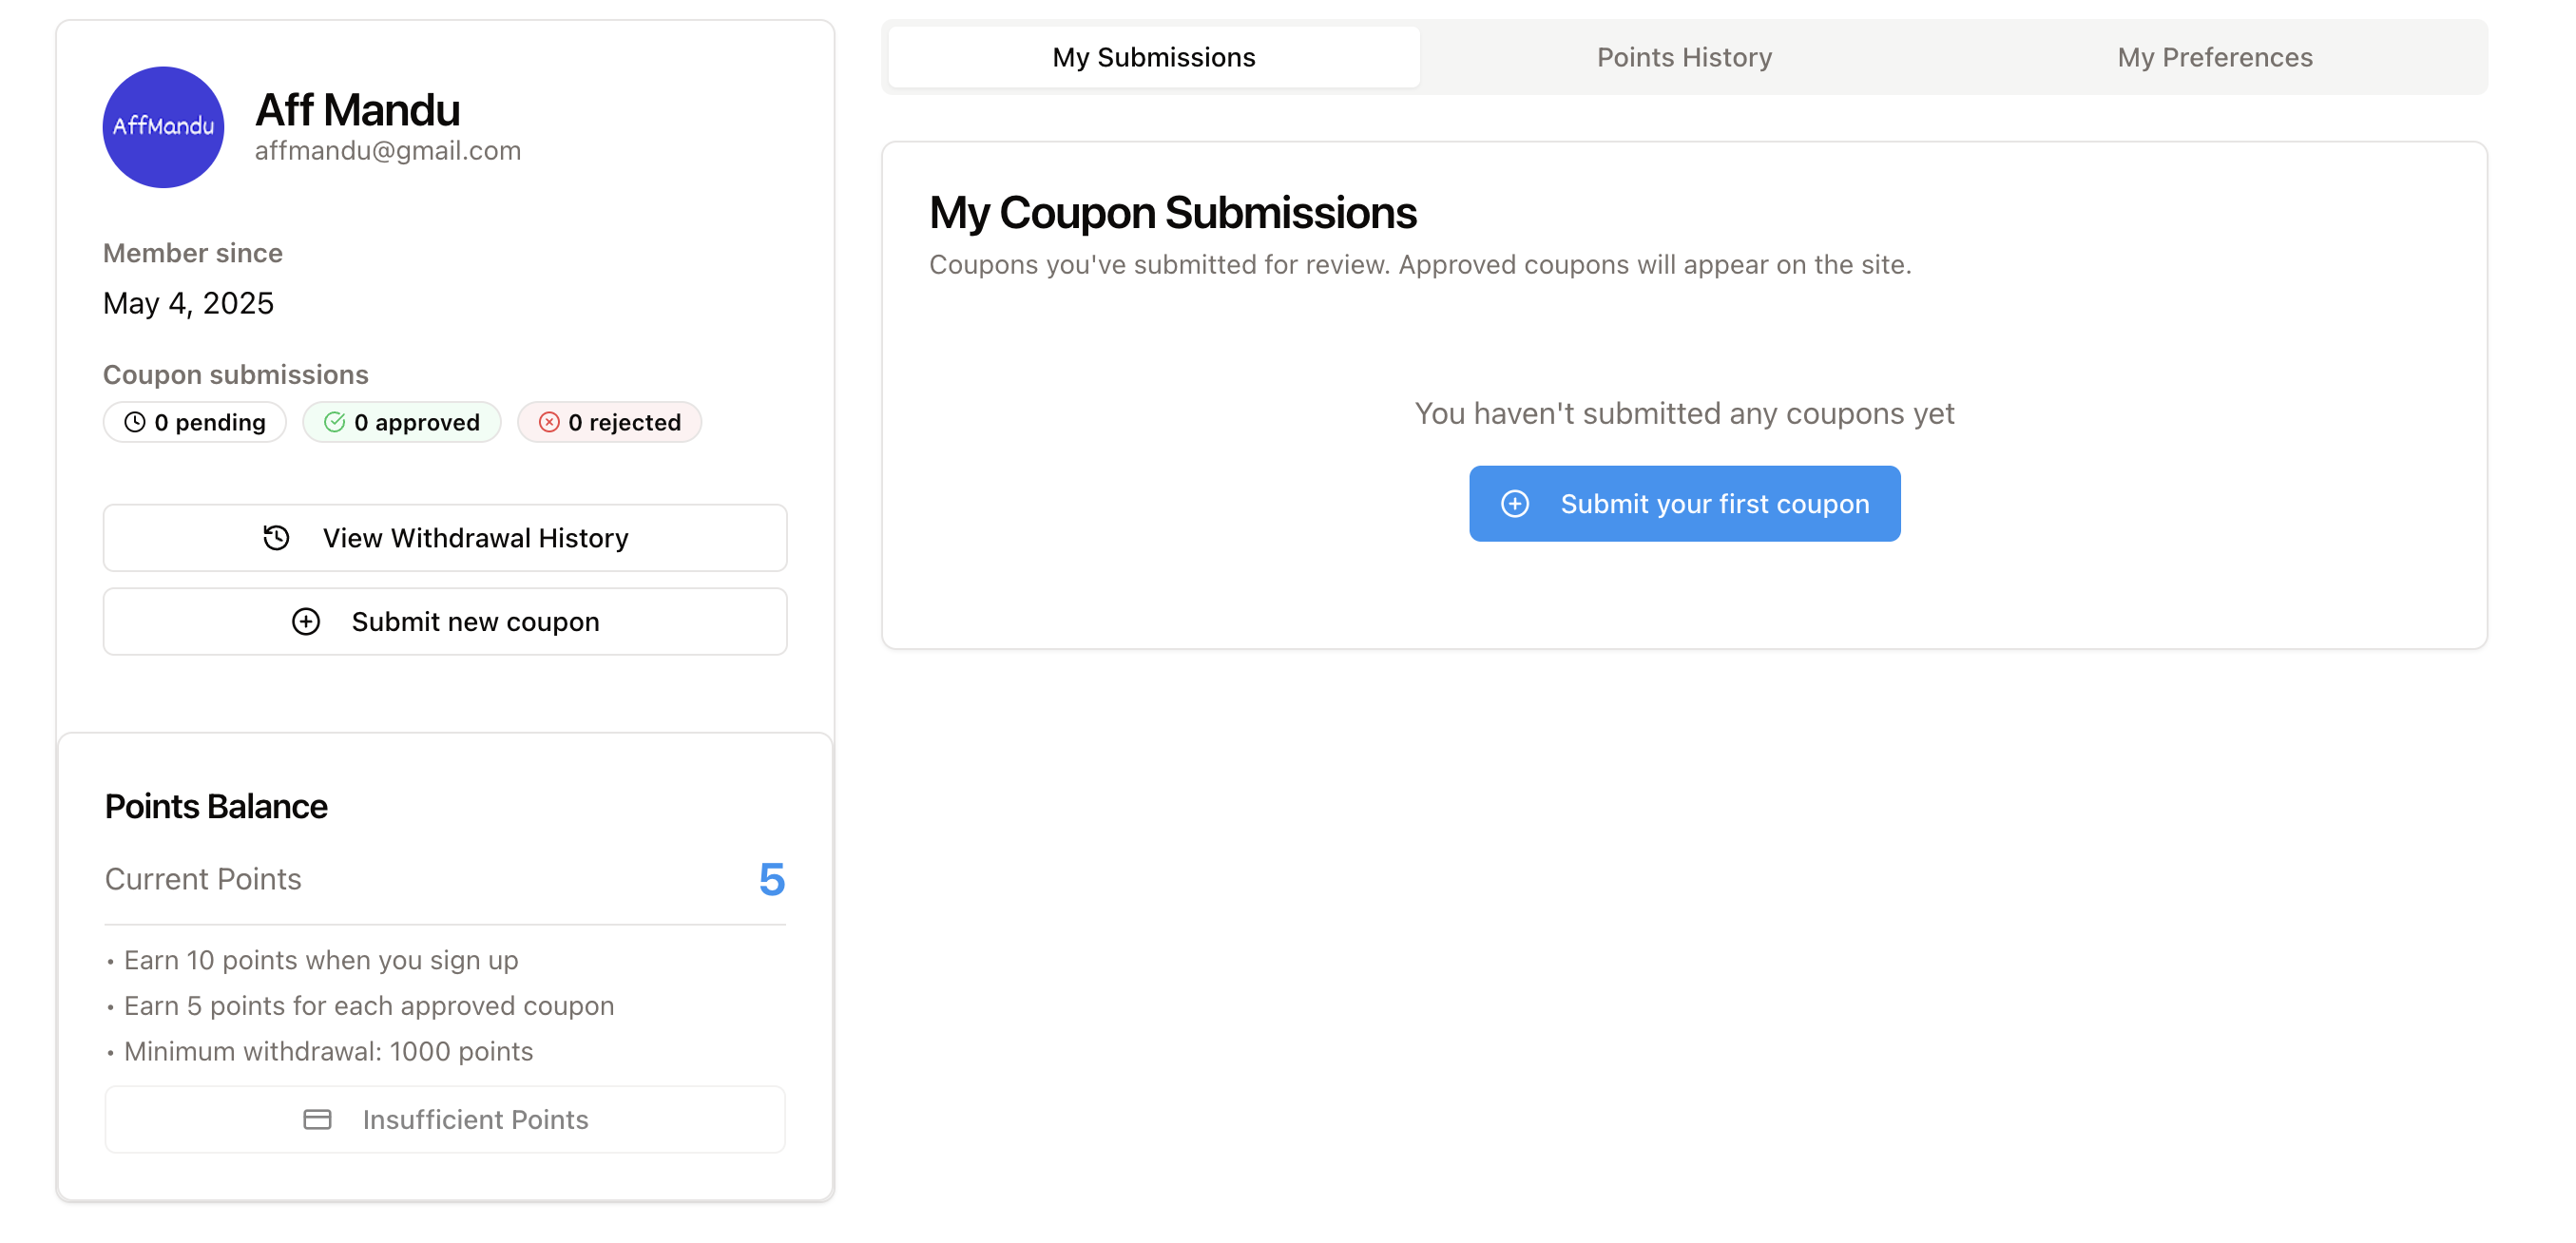 AffMandu
Aff Mandu
affmandu@gmail.com
Member since
May 4, 2025
Coupon submissions
0 pending
0 approved
0 rejected
View Withdrawal History
Submit new coupon
Points Balance
Current Points
5
• Earn 10 points when you sign up
• Earn 5 points for each approved coupon
• Minimum withdrawal: 1000 points
Insufficient Points
My Submissions
Points History
My Preferences
My Coupon Submissions
Coupons you've submitted for review. Approved coupons will appear on the site.
You haven't submitted any coupons yet
Submit your first coupon